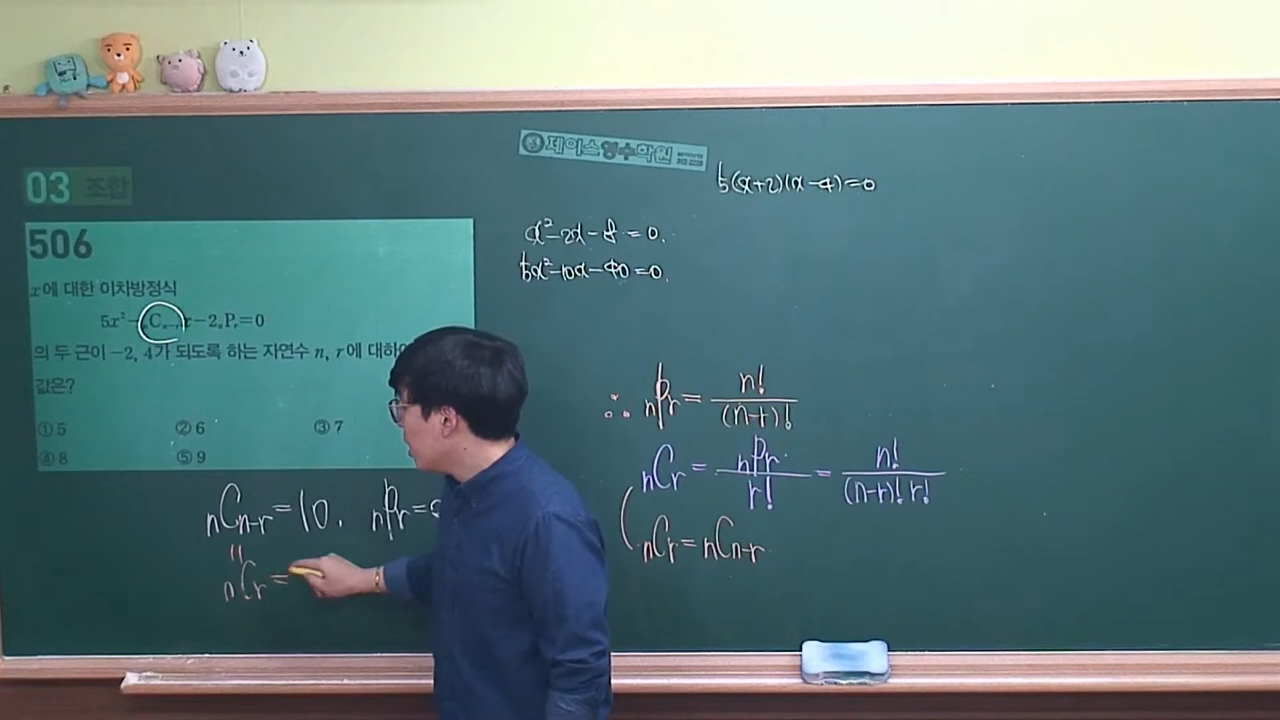 제이스영수학원
03 조합
506
x에 대한 이차방정식
5x²-ₙCₙ₋ᵣx-2ₙPᵣ=0
의 두 근이 -2, 4가 되도록 하는 자연수 n, r에 대하여
값은?
① 5 ② 6 ③ 7
④ 8 ⑤ 9
5(x+2)(x-4)=0
x²-2x-8=0.
5x²-10x-40=0.
∴ ₙPᵣ = n!/(n-r)!
ₙCᵣ = ₙPᵣ/r! = n!/(n-r)! r!
ₙCᵣ = ₙCₙ₋ᵣ
ₙCₙ₋ᵣ = 10. ₙPᵣ =
=
ₙCᵣ =